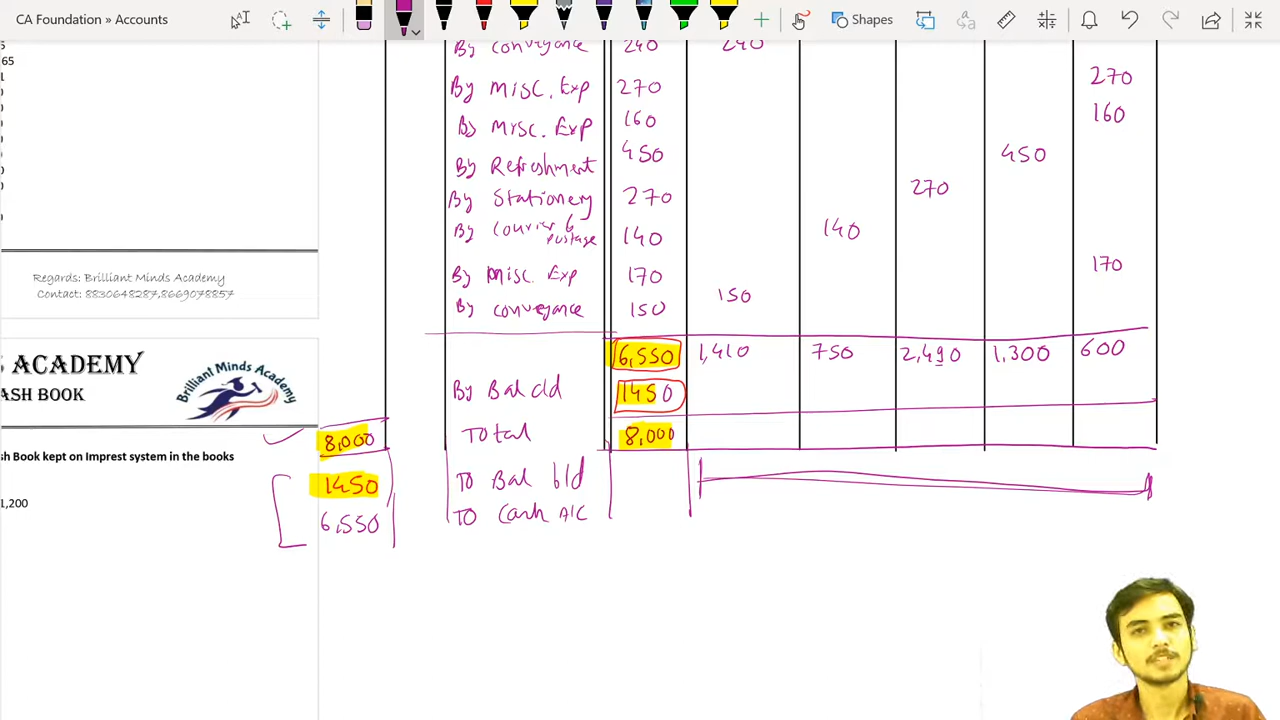 CA Foundation » Accounts
Shapes
65
By conveyance 240 240
By Misc. Exp 270 270
By Misc. Exp 160 160
By Refreshment 450 450
By Stationery 270 270
By Courier & Postage 140 140
By Misc. Exp 170 170
By conveyance 150 150
6,550 1,410 750 2,490 1,300 600
By Bal c/d 1450
8,000 Total 8,000
1450 To Bal b/d
6,550 To Cash A/C
Regards: Brilliant Minds Academy
Contact: 8830648287,8669078857
S ACADEMY
ASH BOOK
Brilliant Minds Academy
sh Book kept on Imprest system in the books
1,200